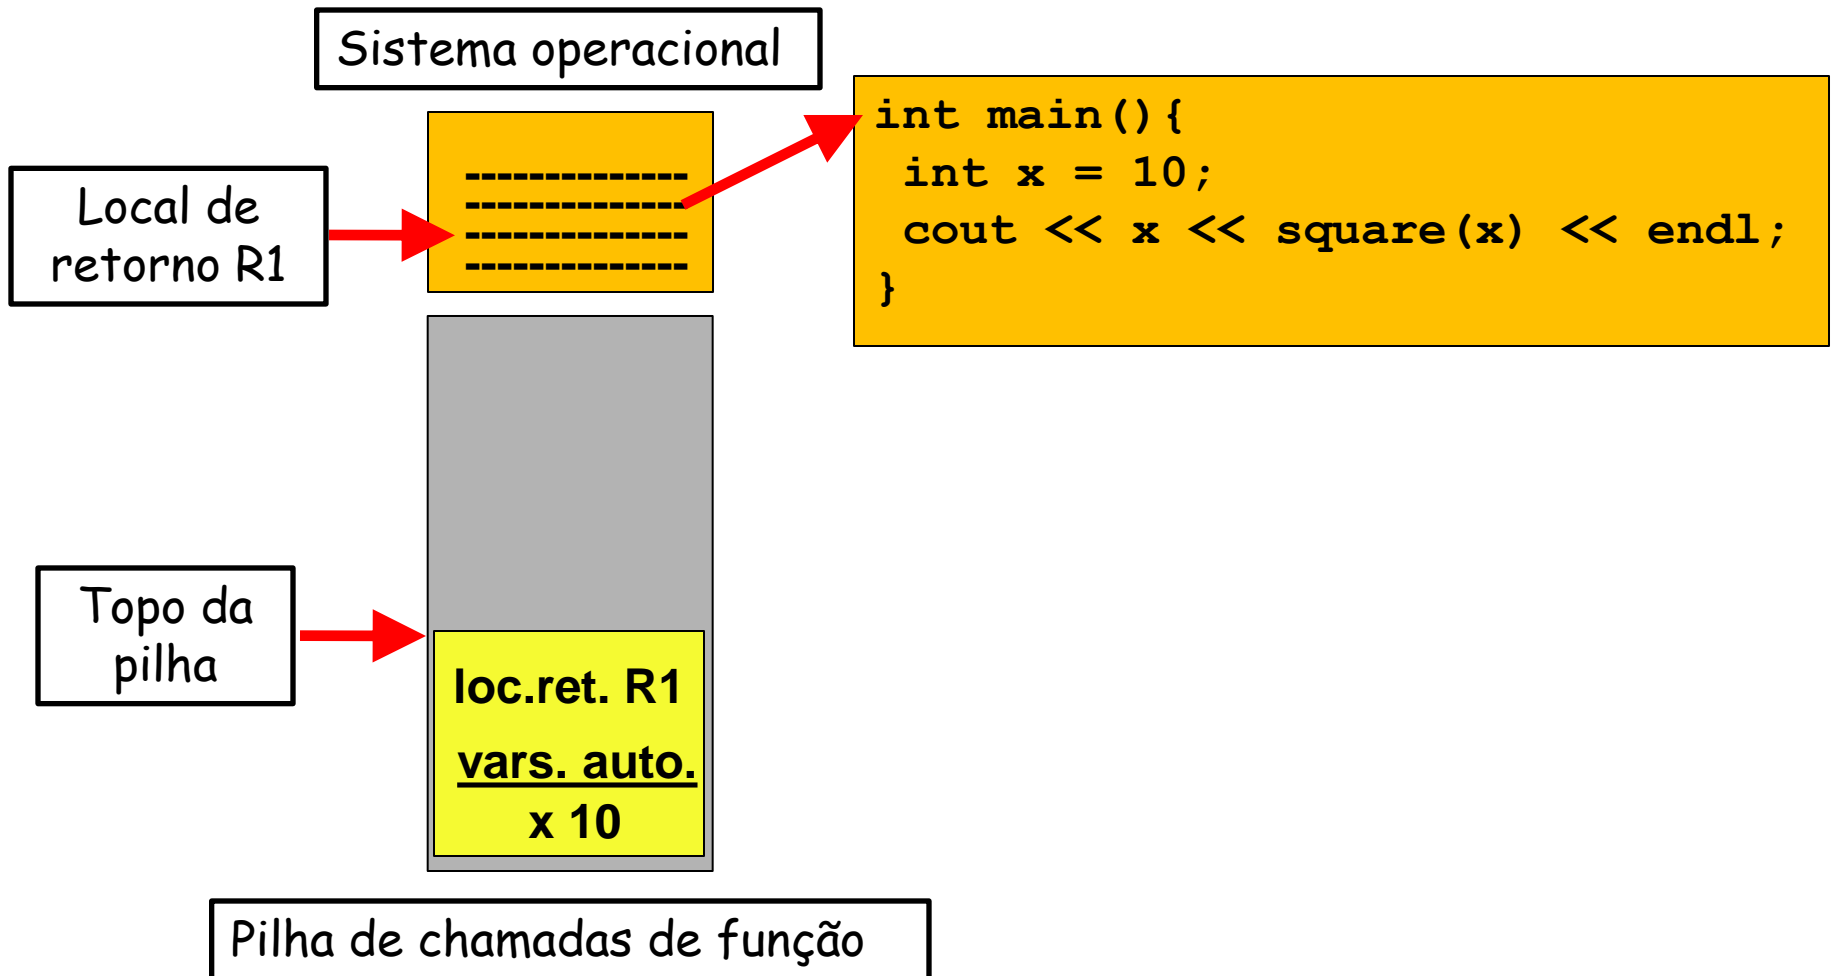 Sistema operacional
int main(){
int x = 10;
cout << x << square(x) << endl;
}
--------------
--------------
--------------
--------------
Local de
retorno R1
Topo da
pilha
loc.ret. R1
vars. auto.
x 10
Pilha de chamadas de função